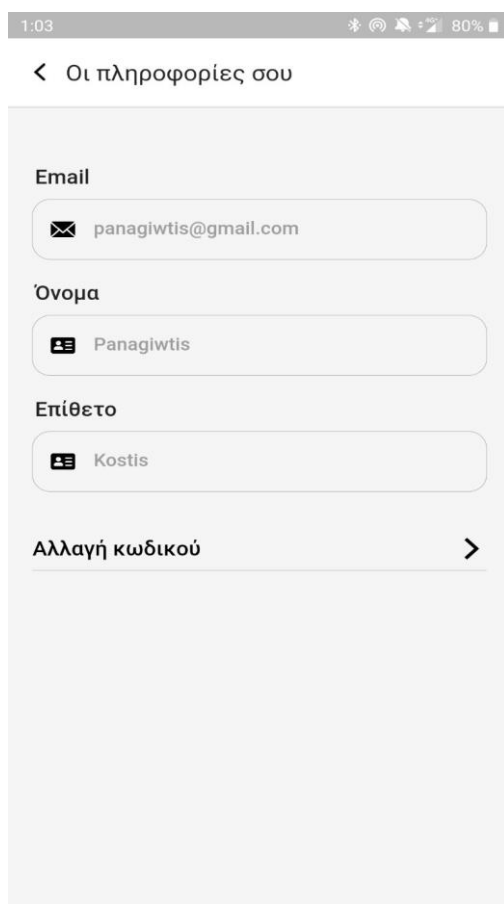 1:03 80%
Οι πληροφορίες σου
Email
panagiwtis@gmail.com
Όνομα
Panagiwtis
Επίθετο
Kostis
Αλλαγή κωδικού